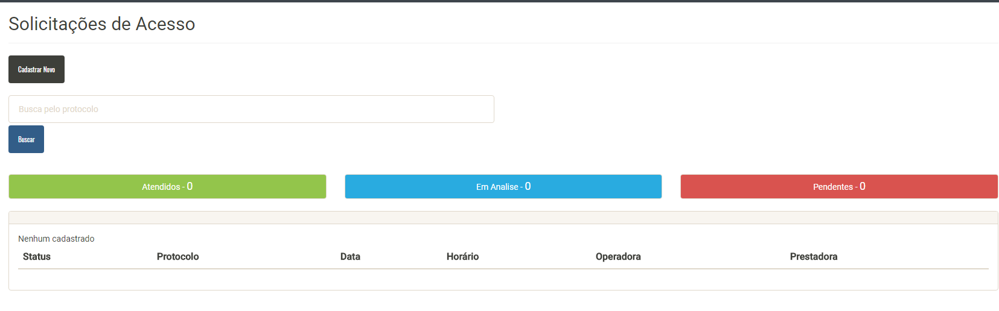 Solicitações de Acesso
Cadastrar Novo
Busca pelo protocolo
Buscar
Atendidos - 0 Em Analise - 0 Pendentes - 0
Nenhum cadastrado
Status Protocolo Data Horário Operadora Prestadora